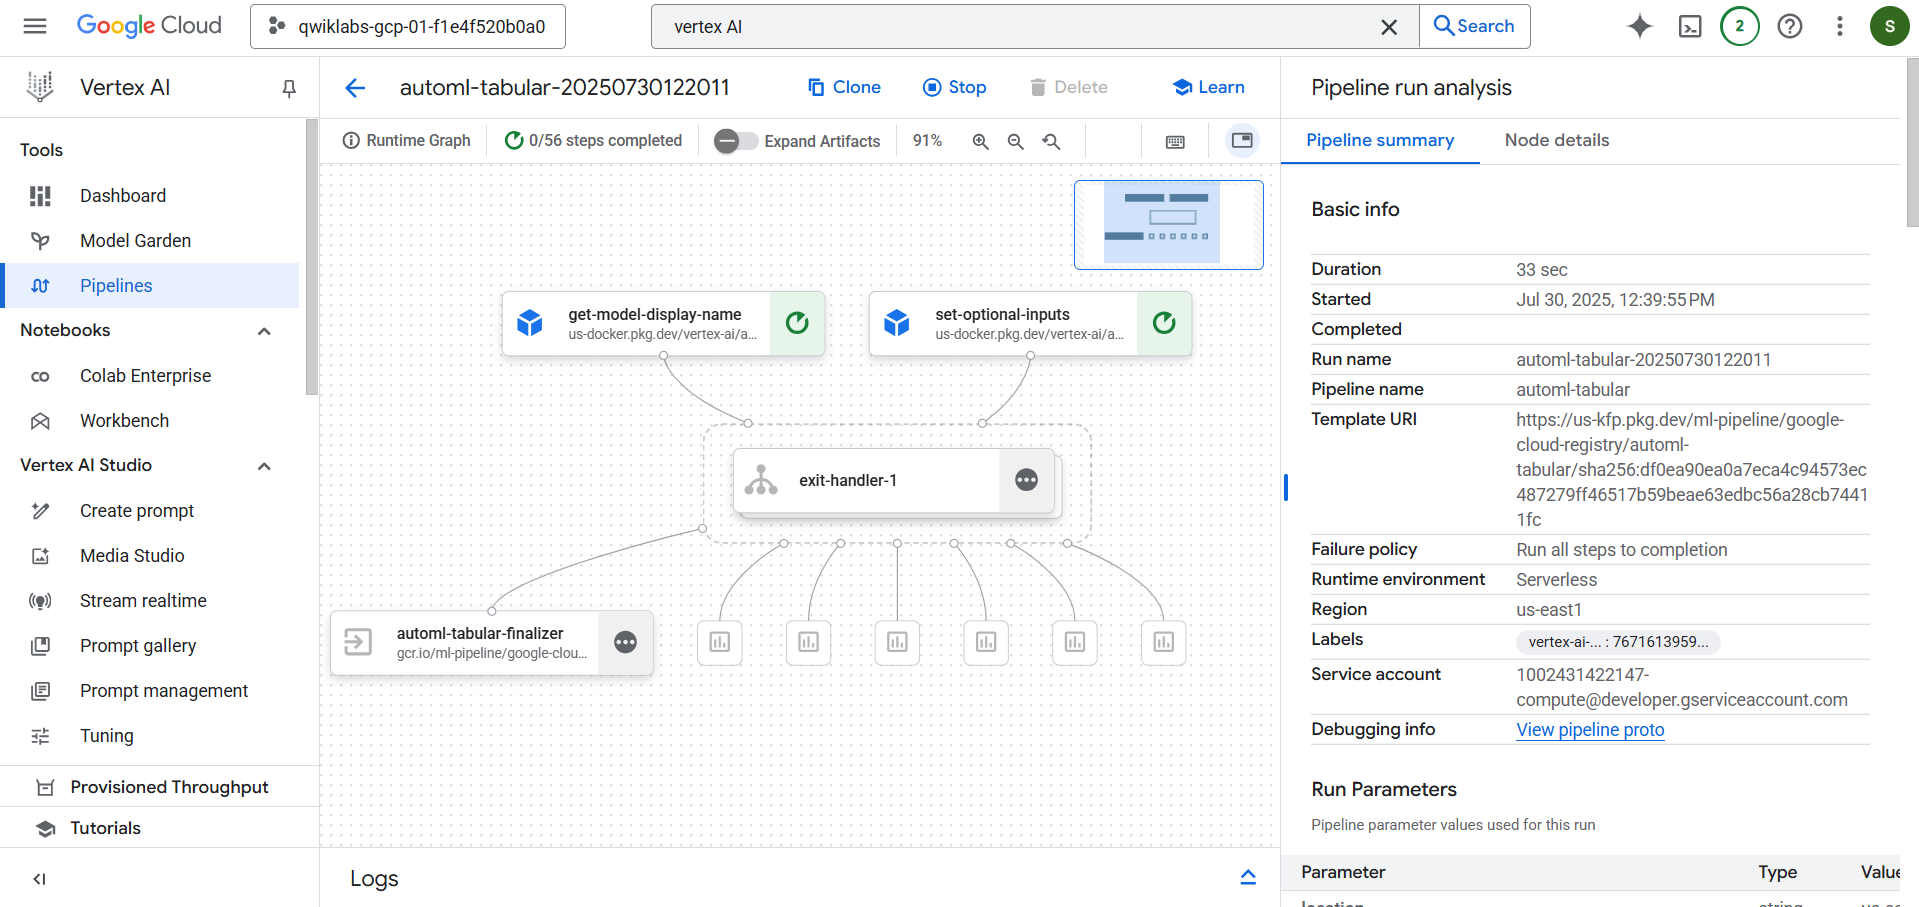 Google Cloud
qwiklabs-gcp-01-f1e4f520b0a0
vertex AI
Search
2
S
Vertex AI
Tools
Dashboard
Model Garden
Pipelines
Notebooks
Colab Enterprise
Workbench
Vertex AI Studio
Create prompt
Media Studio
Stream realtime
Prompt gallery
Prompt management
Tuning
Provisioned Throughput
Tutorials
automl-tabular-20250730122011
Clone
Stop
Delete
Learn
Runtime Graph
0/56 steps completed
Expand Artifacts
91%
get-model-display-name
us-docker.pkg.dev/vertex-ai/a...
set-optional-inputs
us-docker.pkg.dev/vertex-ai/a...
exit-handler-1
automl-tabular-finalizer
gcr.io/ml-pipeline/google-clou...
Logs
Pipeline run analysis
Pipeline summary
Node details
Basic info
Duration 33 sec
Started Jul 30, 2025, 12:39:55 PM
Completed
Run name automl-tabular-20250730122011
Pipeline name automl-tabular
Template URI https://us-kfp.pkg.dev/ml-pipeline/google-
cloud-registry/automl-
tabular/sha256:df0ea90ea0a7eca4c94573ec
487279ff46517b59beae63edbc56a28cb7441
1fc
Failure policy Run all steps to completion
Runtime environment Serverless
Region us-east1
Labels vertex-ai-... : 7671613959...
Service account 1002431422147-
compute@developer.gserviceaccount.com
Debugging info View pipeline proto
Run Parameters
Pipeline parameter values used for this run
Parameter Type Value
location string